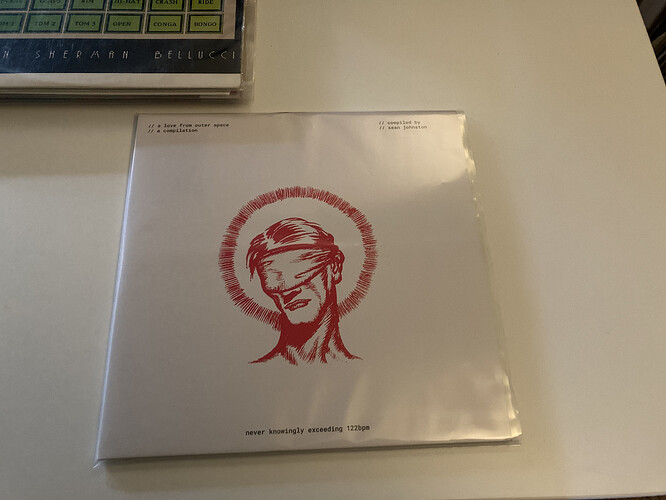 HI-HAT CRASH RIDE
TOM 2 TOM 3 OPEN CONGA BONGO
SHERMAN BELLUCCI
// a love from outer space
// a compilation
// compiled by
// sean johnston
never knowingly exceeding 122bpm